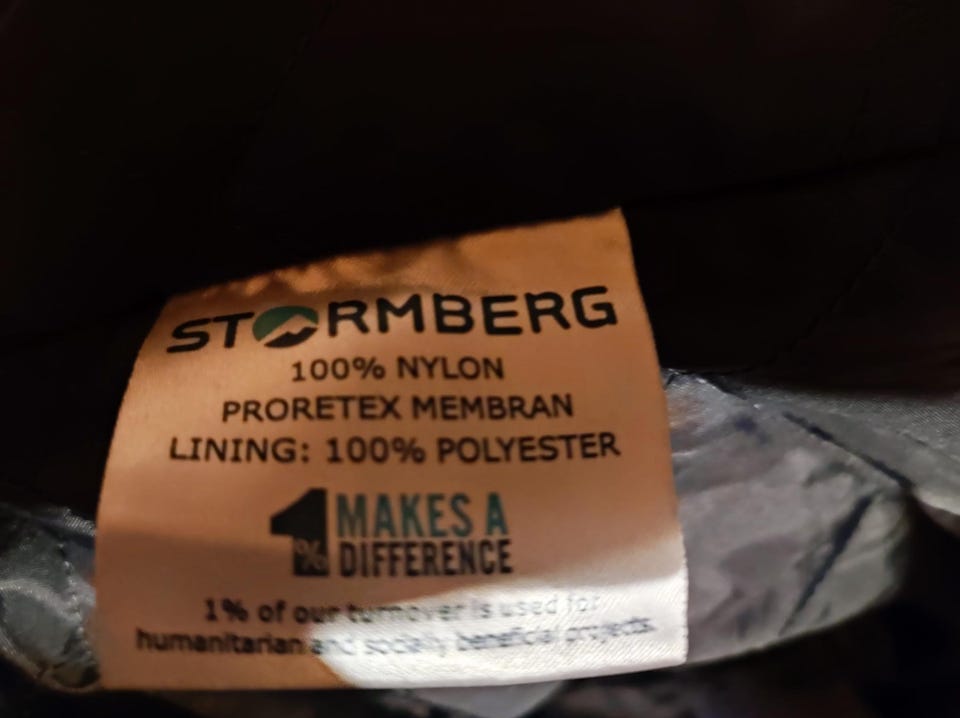 STORMBERG
100% NYLON
PRORETEX MEMBRAN
LINING: 100% POLYESTER
1% MAKES A
DIFFERENCE
1% of our turnover is used for
humanitarian and socially beneficial projects.